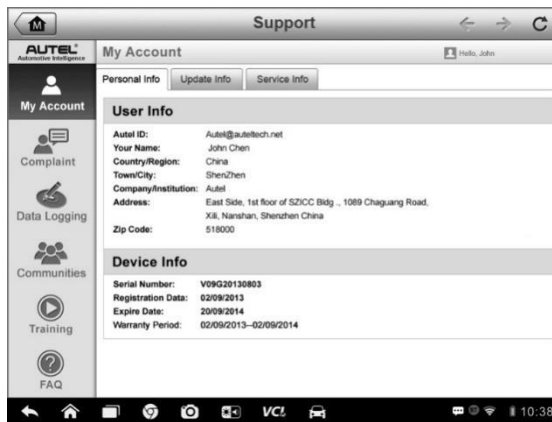 Support
AUTEL
Automotive Intelligence
My Account
Hello, John
Personal Info
Update Info
Service Info
My Account
Complaint
Data Logging
Communities
Training
FAQ
User Info
Autel ID: Autel@auteltech.net
Your Name: John Chen
Country/Region: China
Town/City: ShenZhen
Company/Institution: Autel
Address: East Side, 1st floor of SZICC Bldg ., 1089 Chaguang Road,
Xili, Nanshan, Shenzhen China
Zip Code: 518000
Device Info
Serial Number: V09G20130803
Registration Data: 02/09/2013
Expire Date: 20/09/2014
Warranty Period: 02/09/2013--02/09/2014
VCI
10:38